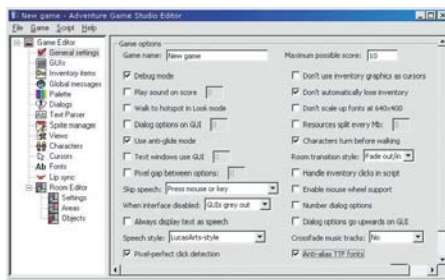 New game - Adventure Game Studio Editor
File Game Script Help
Game Editor
General settings
GUIs
Inventory items
Global messages
Palette
Dialogs
Text Parser
Sprite manager
Views
Characters
Cursors
Fonts
Lip sync
Room Editor
Settings
Areas
Objects
Game options
Game name: New game
Maximum possible score: 10
Debug mode
Don't use inventory graphics as cursors
Play sound on score
Don't automatically lose inventory
Walk to hotspot in Look mode
Don't scale up fonts at 640x400
Dialog options on GUI
Resources split every Mb:
Use anti-glide mode
Characters turn before walking
Text windows use GUI
Room transition style: Fade out/in
Pixel gap between options:
Handle inventory clicks in script
Skip speech: Press mouse or key
Enable mouse wheel support
When interface disabled: GUIs grey out
Number dialog options
Always display text as speech
Dialog options go upwards on GUI
Speech style: LucasArts-style
Crossfade music tracks: No
Pixel-perfect click detection
Anti-alias TTF fonts